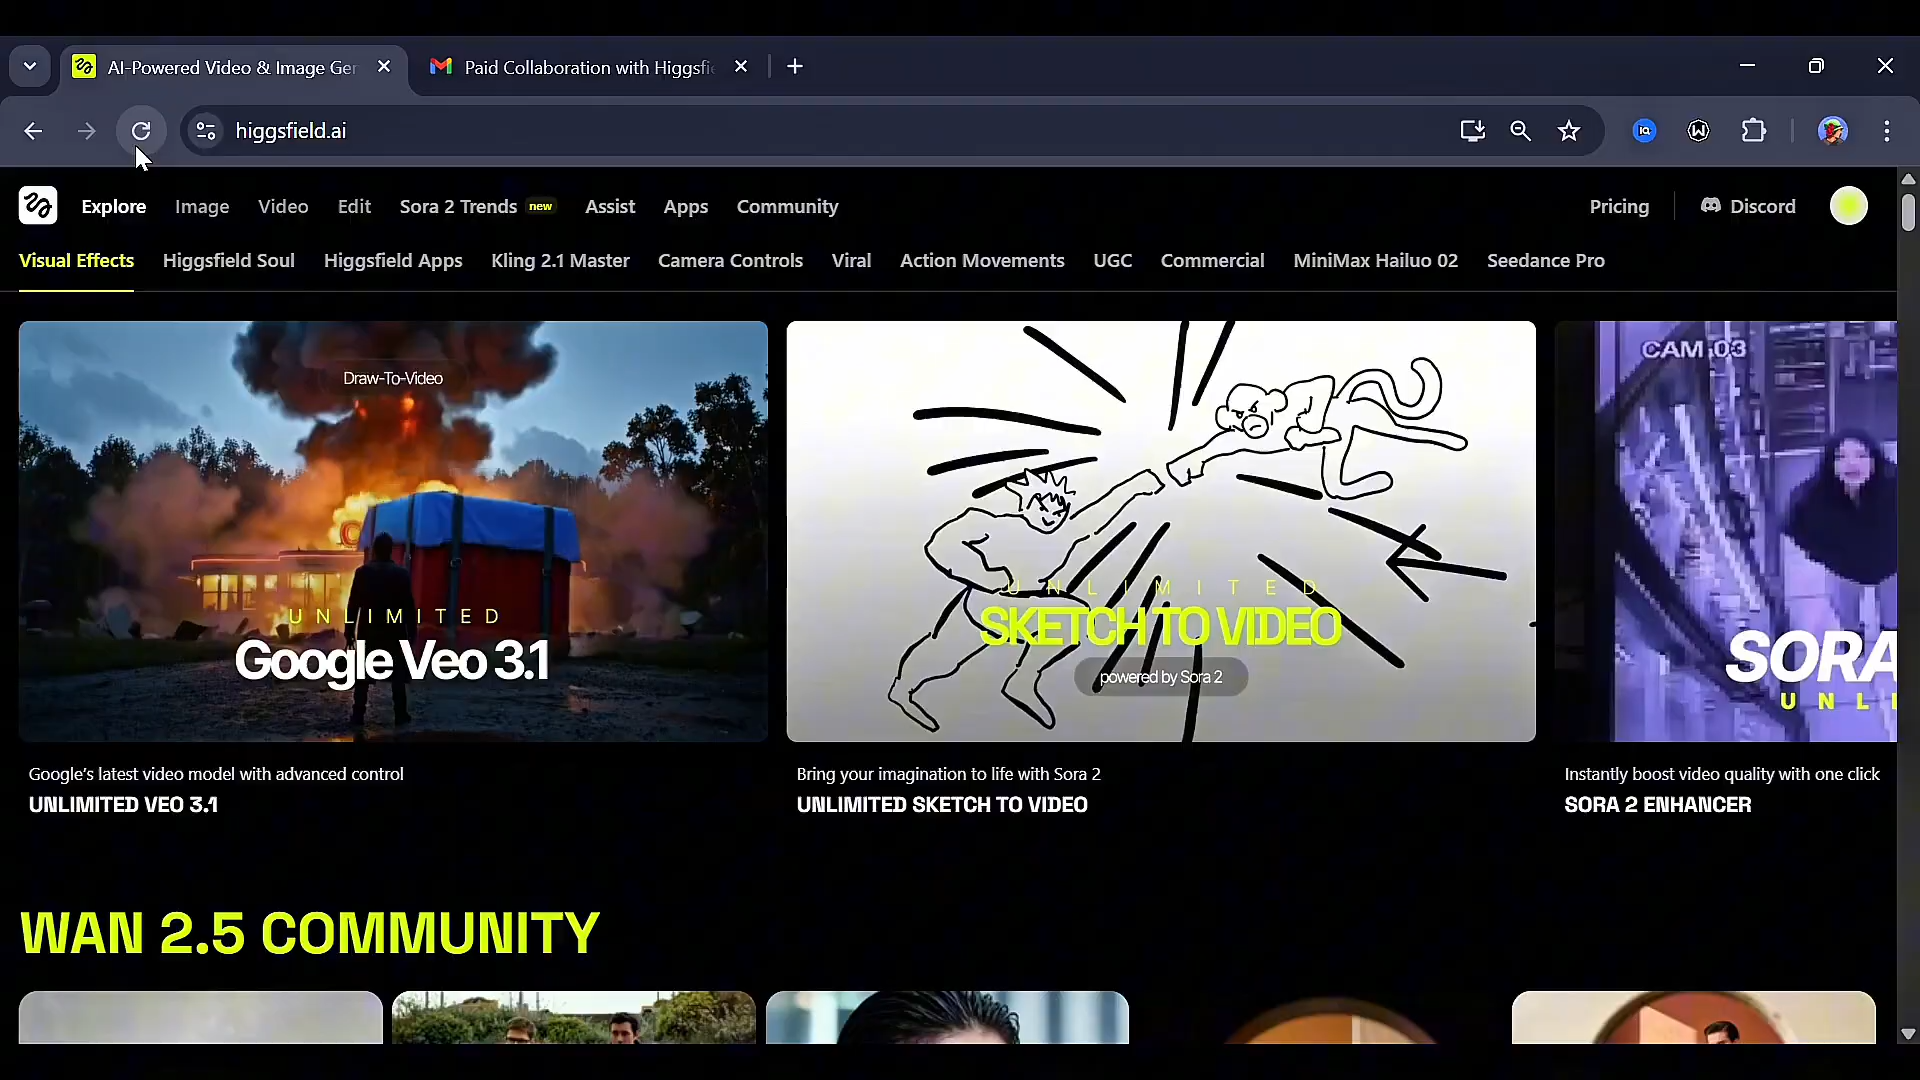 AI-Powered Video & Image Ger
Paid Collaboration with Higgsfi
higgsfield.ai
Explore
Image
Video
Edit
Sora 2 Trends new
Assist
Apps
Community
Pricing
Discord
Visual Effects
Higgsfield Soul
Higgsfield Apps
Kling 2.1 Master
Camera Controls
Viral
Action Movements
UGC
Commercial
MiniMax Hailuo 02
Seedance Pro
Draw-To-Video
UNLIMITED
Google Veo 3.1
UNLIMITED
SKETCH TO VIDEO
powered by Sora 2
CAM 03
SORA
UNLI
Google's latest video model with advanced control
UNLIMITED VEO 3.1
Bring your imagination to life with Sora 2
UNLIMITED SKETCH TO VIDEO
Instantly boost video quality with one click
SORA 2 ENHANCER
WAN 2.5 COMMUNITY